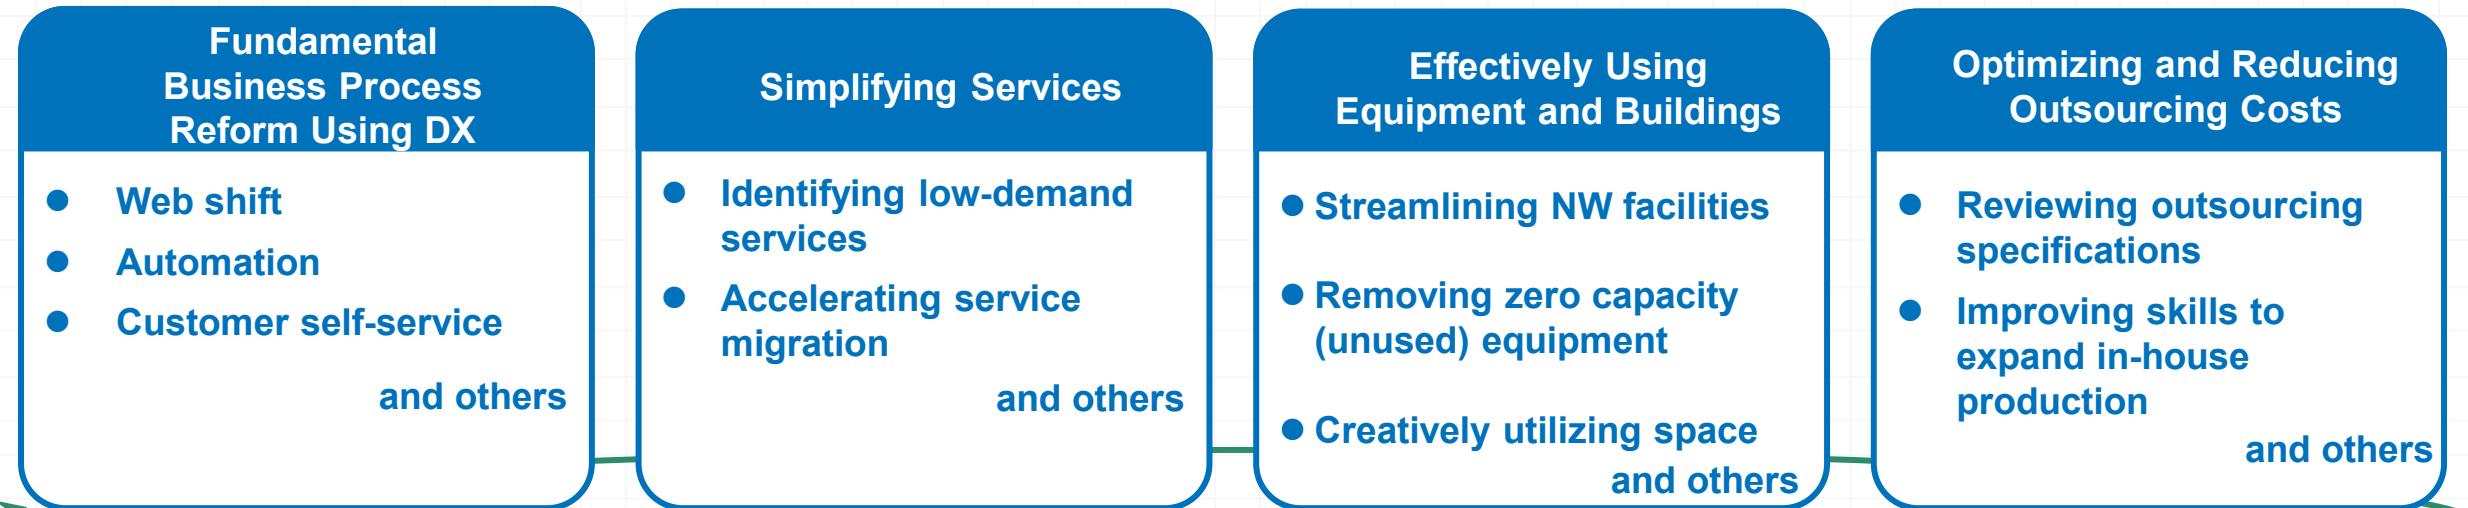 Fundamental
Business Process
Reform Using DX
● Web shift
● Automation
● Customer self-service
and others
Simplifying Services
● Identifying low-demand
services
● Accelerating service
migration
and others
Effectively Using
Equipment and Buildings
● Streamlining NW facilities
● Removing zero capacity
(unused) equipment
● Creatively utilizing space
and others
Optimizing and Reducing
Outsourcing Costs
● Reviewing outsourcing
specifications
● Improving skills to
expand in-house
production
and others